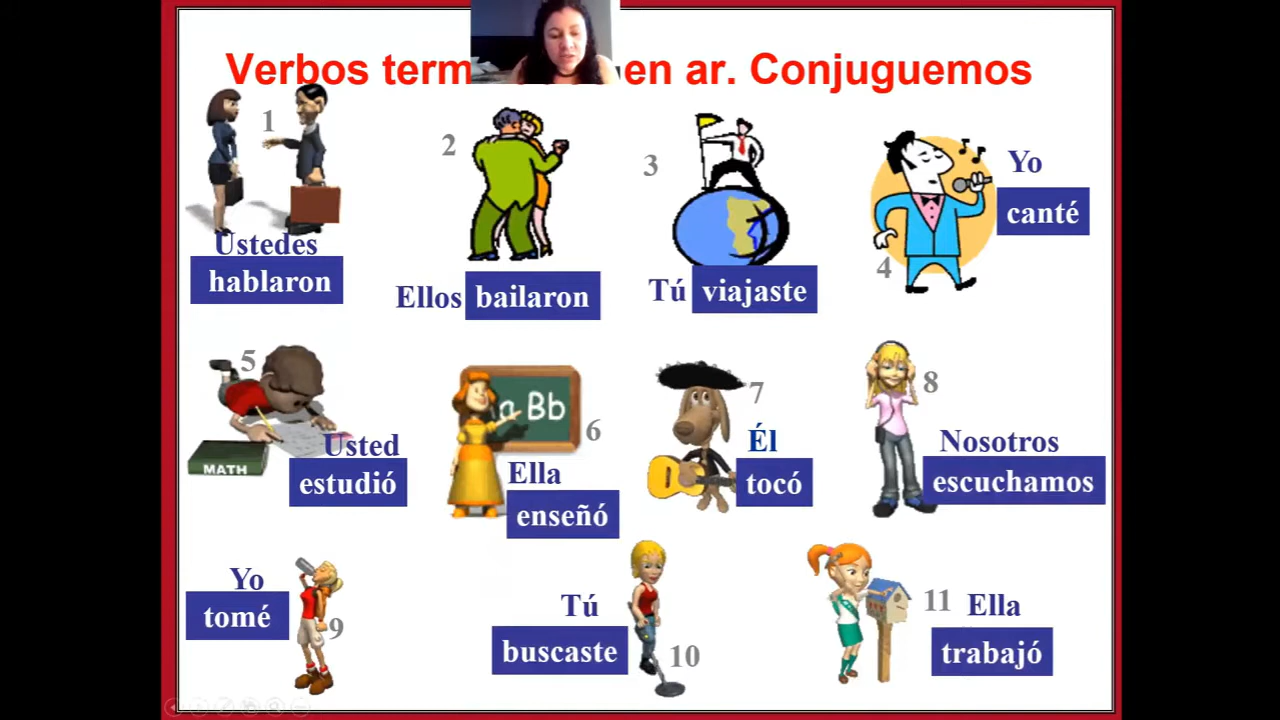 Verbos term en ar. Conjuguemos
1
Ustedes
hablaron
2
Ellos bailaron
3
Tú viajaste
Yo
canté
4
5
MATH
Usted
estudió
Bb
6
Ella
enseñó
7
Él
tocó
8
Nosotros
escuchamos
Yo
tomé
9
Tú
buscaste
10
11 Ella
trabajó